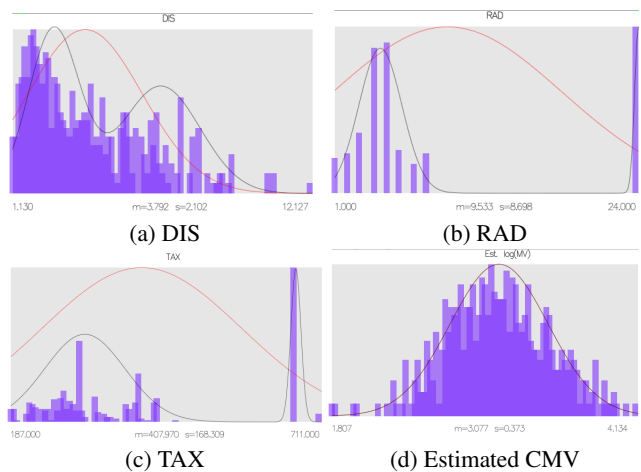 DIS
1.130 m=3.792 s=2.102 12.127
(a) DIS
RAD
1.000 m=9.533 s=8.698 24.000
(b) RAD
TAX
187.000 m=407.970 s=168.309 711.000
(c) TAX
Est. log(MV)
1.807 m=3.077 s=0.373 4.134
(d) Estimated CMV